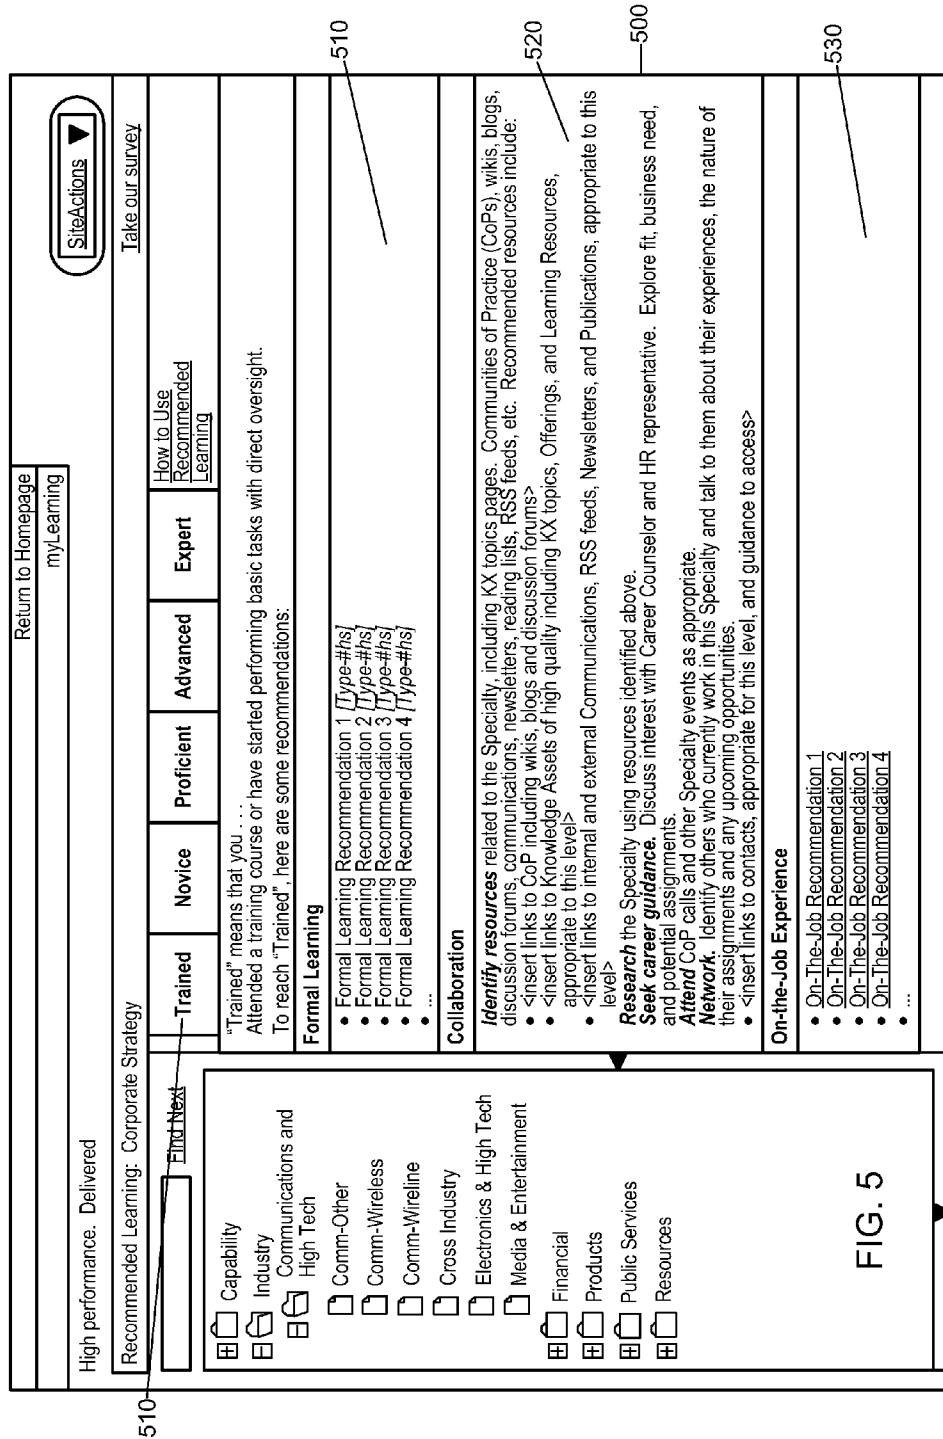 Return to Homepage
myLearning
High performance.  Delivered
SiteActions
Recommended Learning:  Corporate Strategy
Take our survey
Find Next
Trained
Novice
Proficient
Advanced
Expert
How to Use
Recommended
Learning
510
Capability
Industry
Communications and
High Tech
Comm-Other
Comm-Wireless
Comm-Wireline
Cross Industry
Electronics & High Tech
Media & Entertainment
Financial
Products
Public Services
Resources
"Trained" means that you . . .
Attended a training course or have started performing basic tasks with direct oversight.
To reach "Trained", here are some recommendations:
Formal Learning
• Formal Learning Recommendation 1 [Type-#hs]
• Formal Learning Recommendation 2 [Type-#hs]
• Formal Learning Recommendation 3 [Type-#hs]
• Formal Learning Recommendation 4 [Type-#hs]
• ...
510
Collaboration
Identify resources related to the Specialty, including KX topics pages.  Communities of Practice (CoPs), wikis, blogs,
discussion forums, communications, newsletters, reading lists, RSS feeds, etc.  Recommended resources include:
• <insert links to CoP including wikis, blogs and discussion forums>
• <insert links to Knowledge Assets of high quality including KX topics, Offerings, and Learning Resources,
appropriate to this level>
• <insert links to internal and external Communications, RSS feeds, Newsletters, and Publications, appropriate to this
level>
Research the Specialty using resources identified above.
Seek career guidance.  Discuss interest with Career Counselor and HR representative.  Explore fit, business need,
and potential assignments.
Attend CoP calls and other Specialty events as appropriate.
Network.  Identify others who currently work in this Specialty and talk to them about their experiences, the nature of
their assignments and any upcoming opportunities.
• <insert links to contacts, appropriate for this level, and guidance to access>
520
500
On-the-Job Experience
• On-The-Job Recommendation 1
• On-The-Job Recommendation 2
• On-The-Job Recommendation 3
• On-The-Job Recommendation 4
• ...
530
FIG. 5